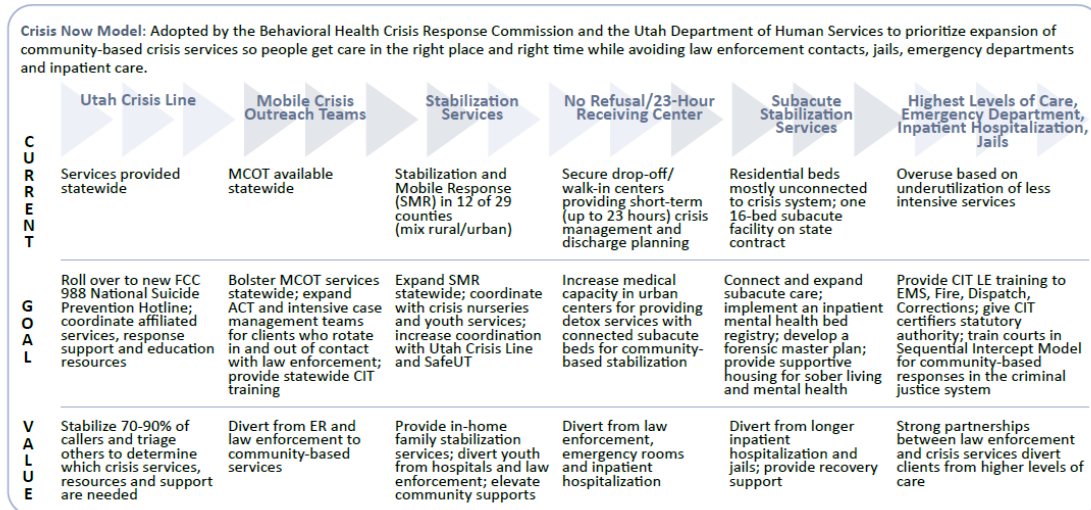 Crisis Now Model: Adopted by the Behavioral Health Crisis Response Commission and the Utah Department of Human Services to prioritize expansion of
community-based crisis services so people get care in the right place and right time while avoiding law enforcement contacts, jails, emergency departments
and inpatient care.
Utah Crisis Line
Mobile Crisis
Outreach Teams
Stabilization
Services
No Refusal/23-Hour
Receiving Center
Subacute
Stabilization
Services
Highest Levels of Care,
Emergency Department,
Inpatient Hospitalization,
Jails
CURRENT
Services provided
statewide
MCOT available
statewide
Stabilization and
Mobile Response
(SMR) in 12 of 29
counties
(mix rural/urban)
Secure drop-off/
walk-in centers
providing short-term
(up to 23 hours) crisis
management and
discharge planning
Residential beds
mostly unconnected
to crisis system; one
16-bed subacute
facility on state
contract
Overuse based on
underutilization of less
intensive services
GOAL
Roll over to new FCC
988 National Suicide
Prevention Hotline;
coordinate affiliated
services, response
support and education
resources
Bolster MCOT services
statewide; expand
ACT and intensive case
management teams
for clients who rotate
in and out of contact
with law enforcement;
provide statewide CIT
training
Expand SMR
statewide; coordinate
with crisis nurseries
and youth services;
increase coordination
with Utah Crisis Line
and SafeUT
Increase medical
capacity in urban
centers for providing
detox services with
connected subacute
beds for community-
based stabilization
Connect and expand
subacute care;
implement an inpatient
mental health bed
registry; develop a
forensic master plan;
provide supportive
housing for sober living
and mental health
Provide CIT LE training to
EMS, Fire, Dispatch,
Corrections; give CIT
certifiers statutory
authority; train courts in
Sequential Intercept Model
for community-based
responses in the criminal
justice system
VALUE
Stabilize 70-90% of
callers and triage
others to determine
which crisis services,
resources and support
are needed
Divert from ER and
law enforcement to
community-based
services
Provide in-home
family stabilization
services; divert youth
from hospitals and law
enforcement; elevate
community supports
Divert from law
enforcement,
emergency rooms
and inpatient
hospitalization
Divert from longer
inpatient
hospitalization and
jails; provide recovery
support
Strong partnerships
between law enforcement
and crisis services divert
clients from higher levels of
care